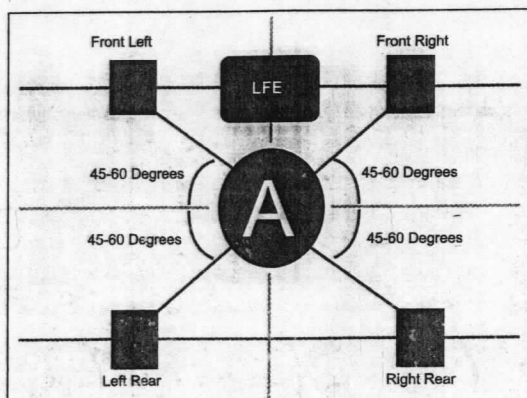 Front Left
Front Right
LFE
45-60 Degrees
45-60 Degrees
A
45-60 Degrees
45-60 Degrees
Left Rear
Right Rear